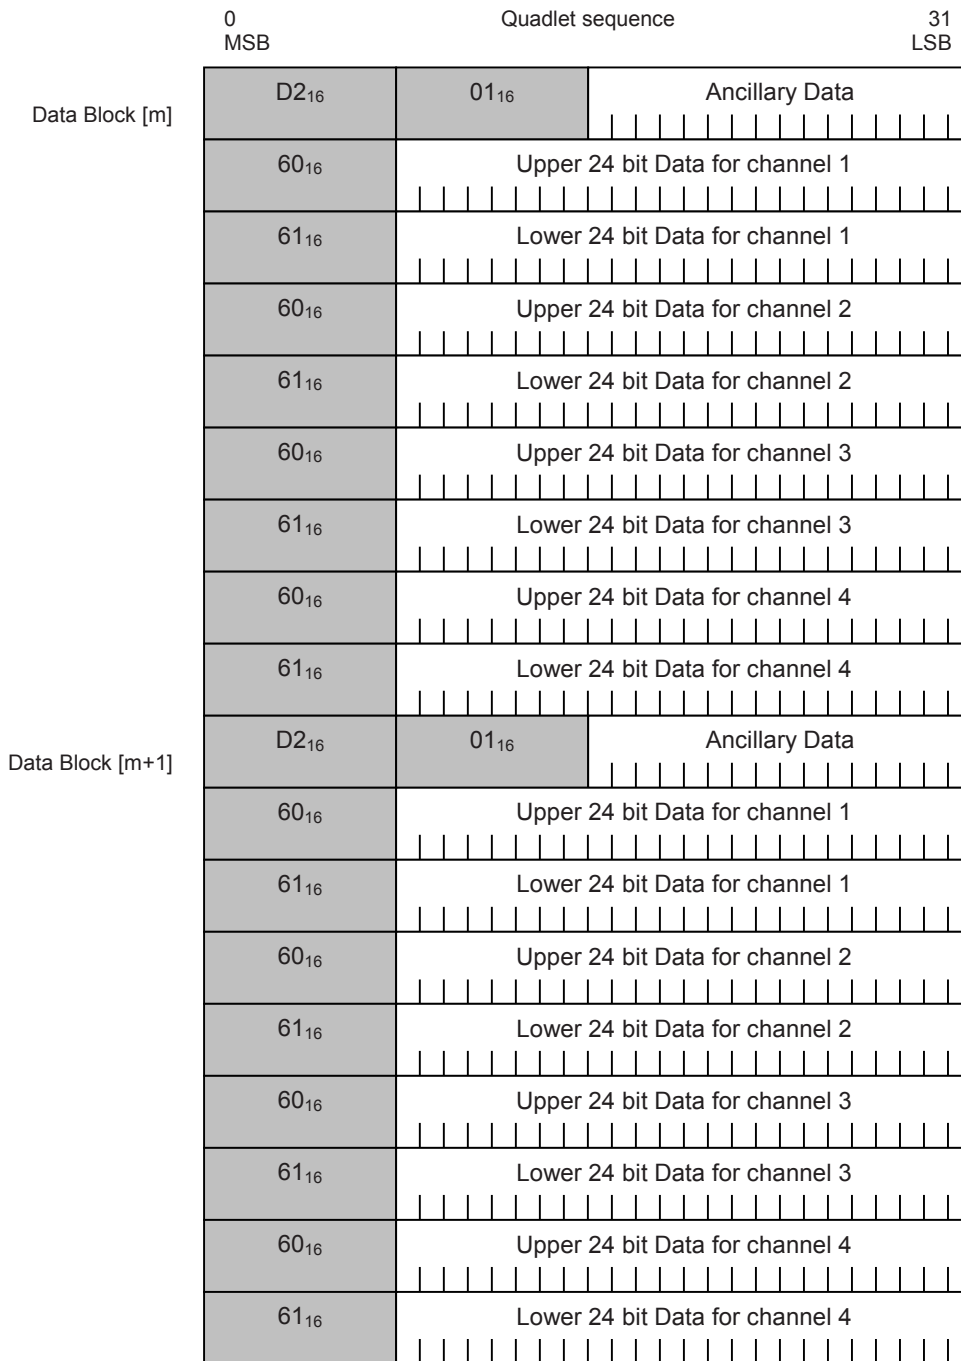 0 Quadlet sequence 31
MSB LSB
Data Block [m] D2₁₆ 01₁₆ Ancillary Data
60₁₆ Upper 24 bit Data for channel 1
61₁₆ Lower 24 bit Data for channel 1
60₁₆ Upper 24 bit Data for channel 2
61₁₆ Lower 24 bit Data for channel 2
60₁₆ Upper 24 bit Data for channel 3
61₁₆ Lower 24 bit Data for channel 3
60₁₆ Upper 24 bit Data for channel 4
61₁₆ Lower 24 bit Data for channel 4
Data Block [m+1] D2₁₆ 01₁₆ Ancillary Data
60₁₆ Upper 24 bit Data for channel 1
61₁₆ Lower 24 bit Data for channel 1
60₁₆ Upper 24 bit Data for channel 2
61₁₆ Lower 24 bit Data for channel 2
60₁₆ Upper 24 bit Data for channel 3
61₁₆ Lower 24 bit Data for channel 3
60₁₆ Upper 24 bit Data for channel 4
61₁₆ Lower 24 bit Data for channel 4